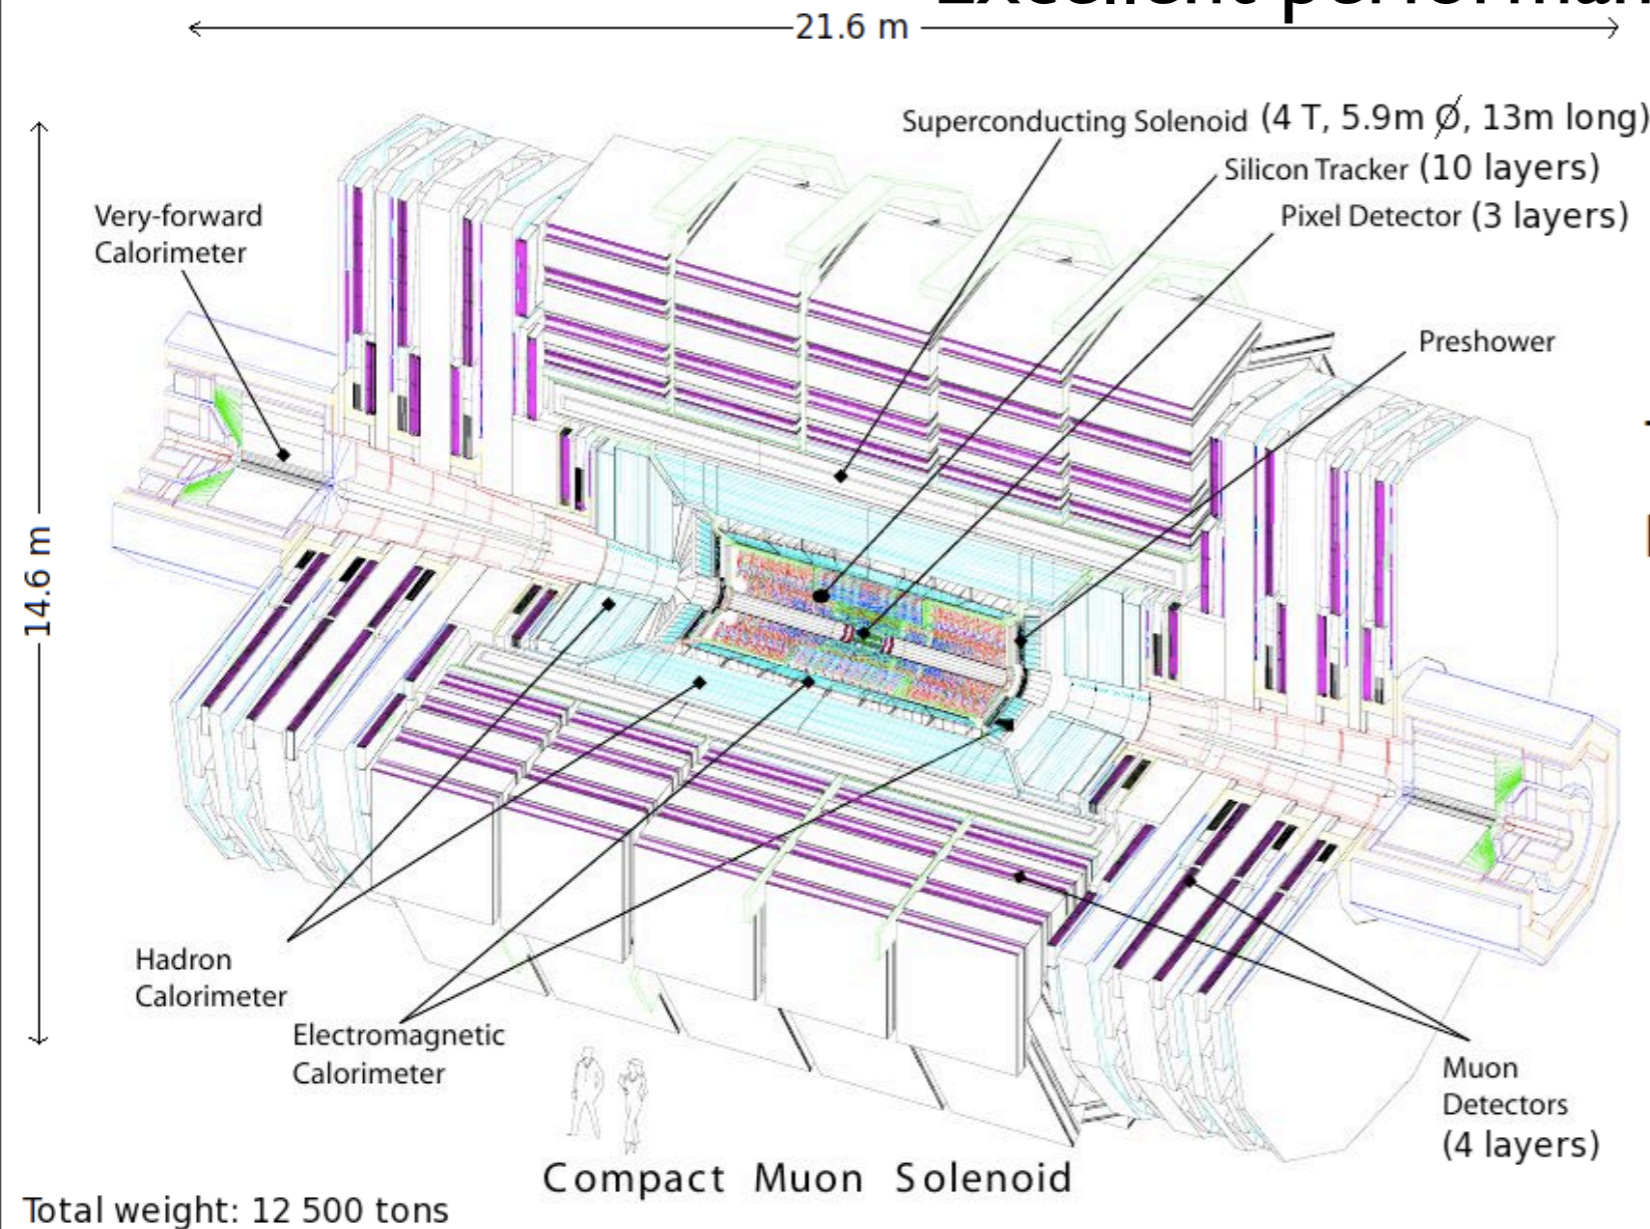 Excellent performan
21.6 m
Superconducting Solenoid (4 T, 5.9m Ø, 13m long)
Silicon Tracker (10 layers)
Pixel Detector (3 layers)
Very-forward
Calorimeter
Preshower
14.6 m
Hadron
Calorimeter
Electromagnetic
Calorimeter
Muon
Detectors
(4 layers)
Compact Muon Solenoid
Total weight: 12 500 tons